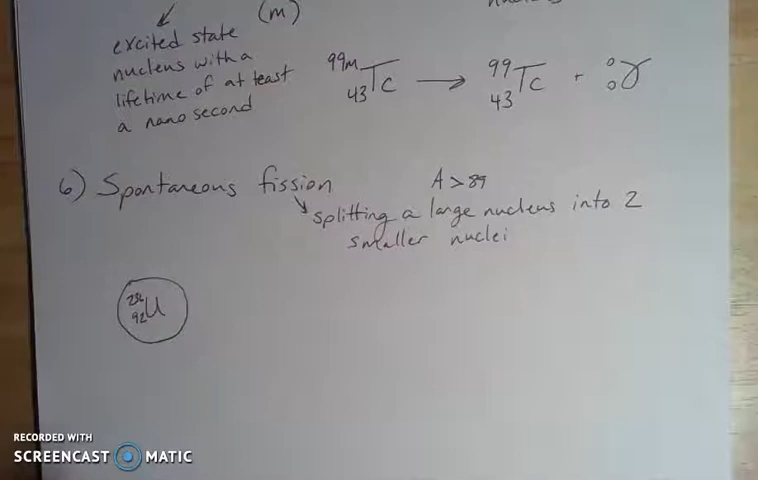 (m)
excited state
nucleus with a
lifetime of at least
a nano second
99m 43 Tc → 99 43 Tc + 0 0 γ
6) Spontaneous fission A > 89
splitting a large nucleus into 2
smaller nuclei
92 U
RECORDED WITH
SCREENCAST MATIC